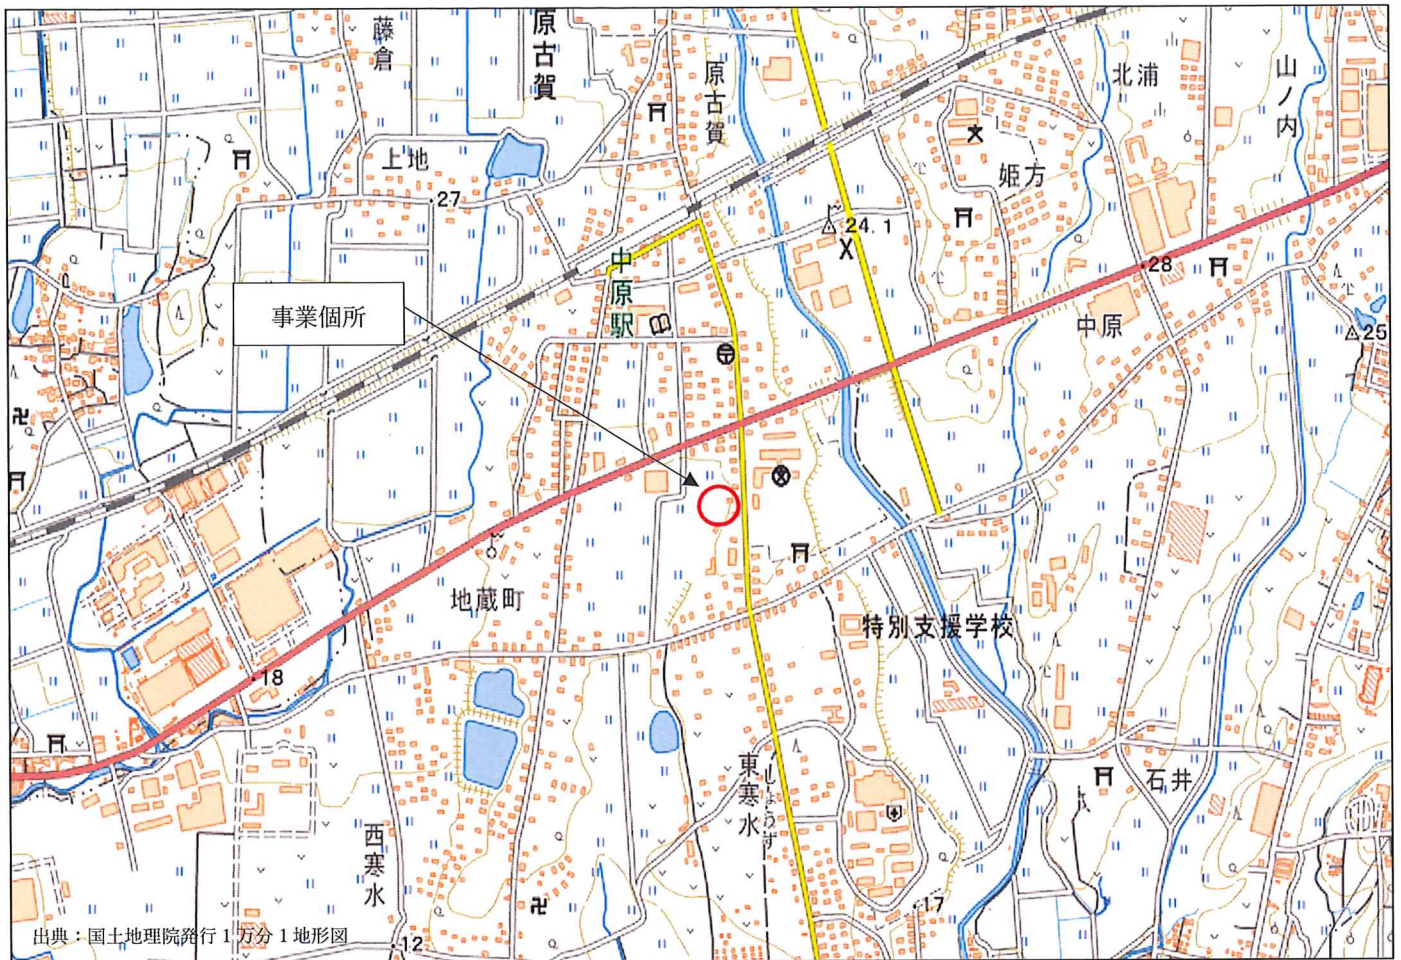 藤倉
原古賀
原古賀
北浦
山ノ内
上地
姫方
27
24.1
中原駅
28
事業個所
中原
25
地蔵町
特別支援学校
18
東寒水
しょうず
石井
西寒水
17
出典：国土地理院発行1万分1地形図
12